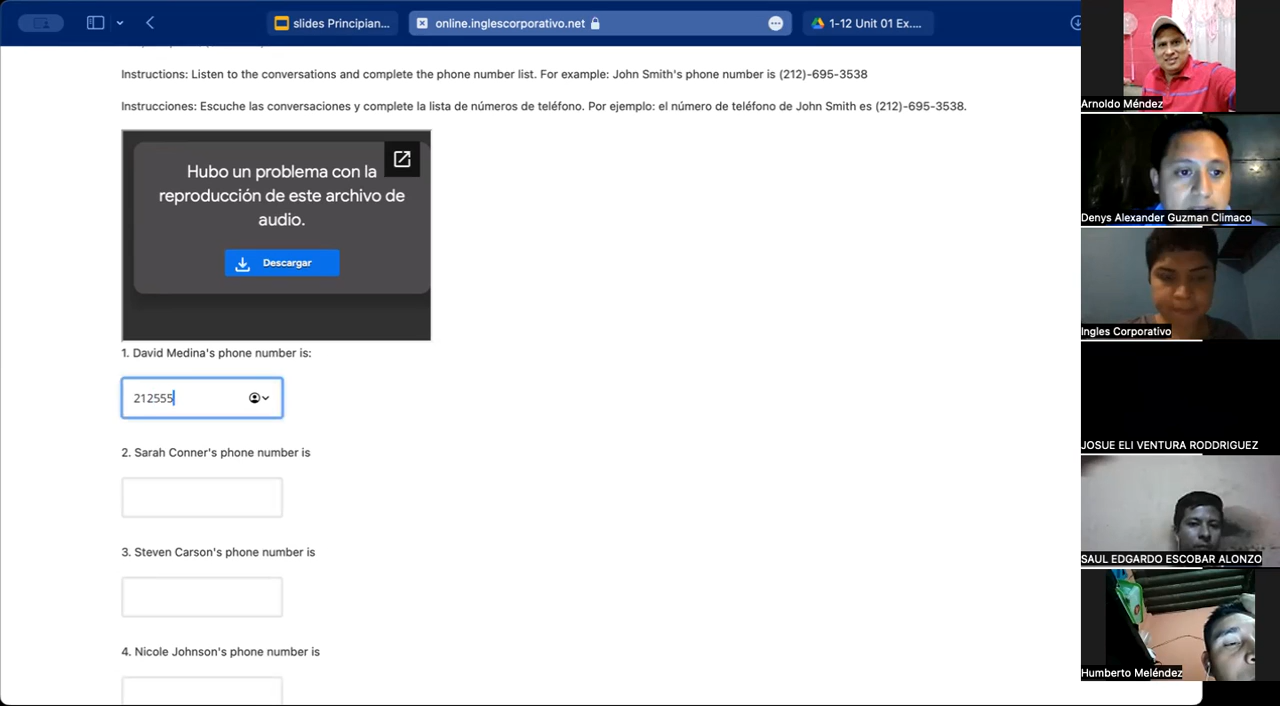 slides Principian...
online.inglescorporativo.net
1-12 Unit 01 Ex....
Instructions: Listen to the conversations and complete the phone number list. For example: John Smith's phone number is (212)-695-3538
Instrucciones: Escuche las conversaciones y complete la lista de números de teléfono. Por ejemplo: el número de teléfono de John Smith es (212)-695-3538.
Hubo un problema con la
reproducción de este archivo de
audio.
Descargar
1. David Medina's phone number is:
212555
2. Sarah Conner's phone number is
3. Steven Carson's phone number is
4. Nicole Johnson's phone number is
Arnoldo Méndez
Denys Alexander Guzman Climaco
Ingles Corporativo
JOSUE ELI VENTURA RODDRIGUEZ
SAUL EDGARDO ESCOBAR ALONZO
Humberto Meléndez